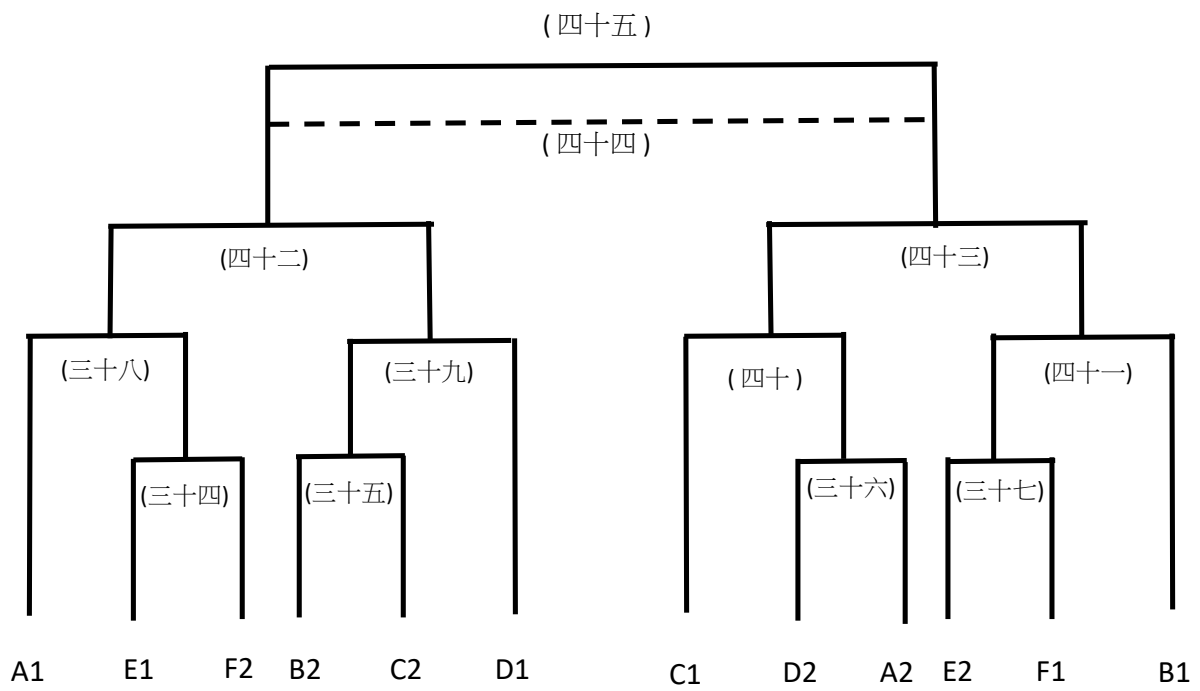 ( 四十五 )
( 四十四 )
(四十二)
(四十三)
(三十八)
(三十九)
( 四十 )
(四十一)
(三十四)
(三十五)
(三十六)
(三十七)
A1 E1 F2 B2 C2 D1 C1 D2 A2 E2 F1 B1